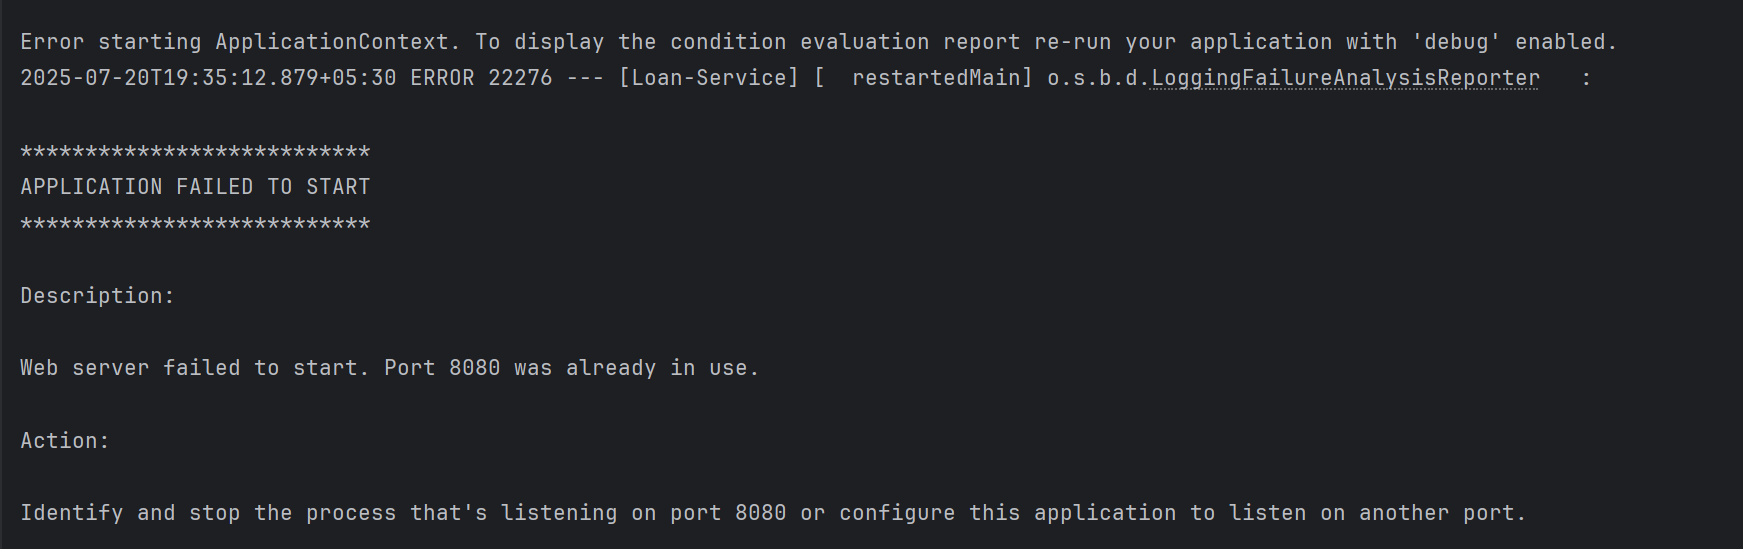 Error starting ApplicationContext. To display the condition evaluation report re-run your application with 'debug' enabled.
2025-07-20T19:35:12.879+05:30 ERROR 22276 --- [Loan-Service] [  restartedMain] o.s.b.d.LoggingFailureAnalysisReporter   :
***************************
APPLICATION FAILED TO START
***************************
Description:
Web server failed to start. Port 8080 was already in use.
Action:
Identify and stop the process that's listening on port 8080 or configure this application to listen on another port.